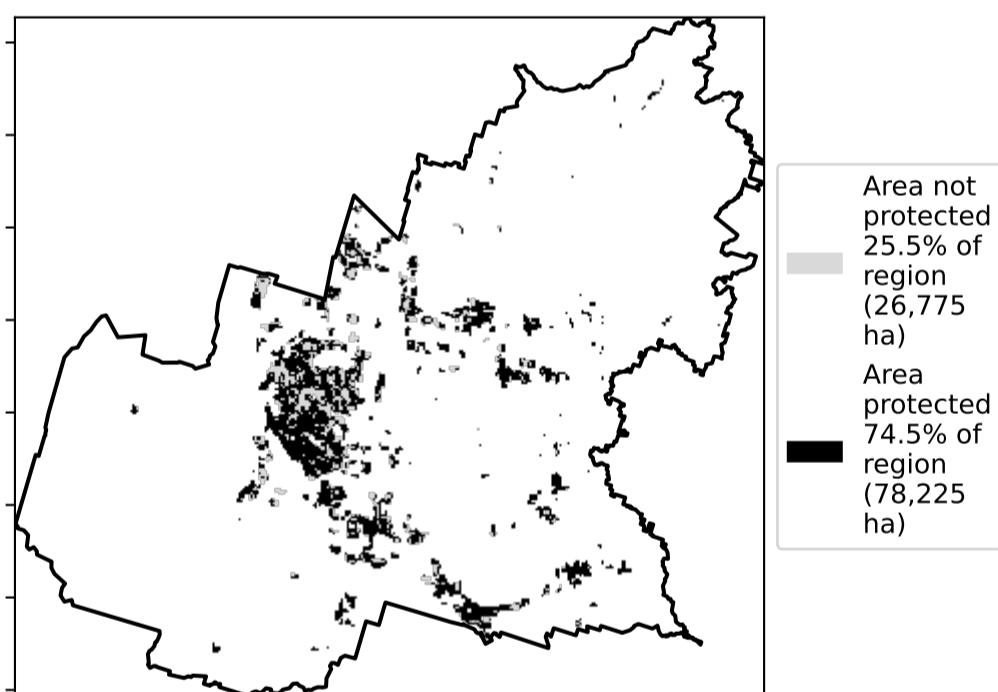 Area not
protected
25.5% of
region
(26,775
ha)
Area
protected
74.5% of
region
(78,225
ha)